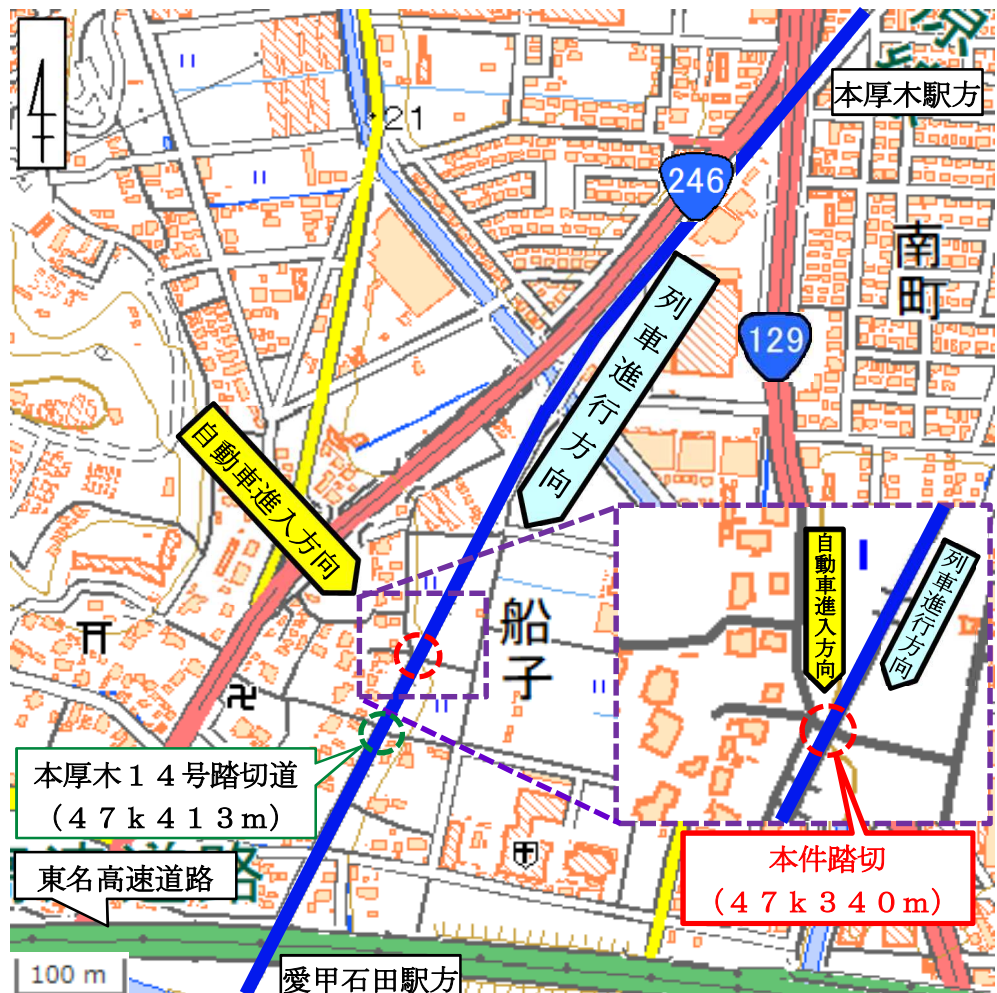 本厚木駅方
21
246
南町
列車進行方向
129
自動車進入方向
船子
自動車進入方向
列車進行方向
本厚木14号踏切道
(47k413m)
本件踏切
(47k340m)
東名高速道路
道路
100 m
愛甲石田駅方